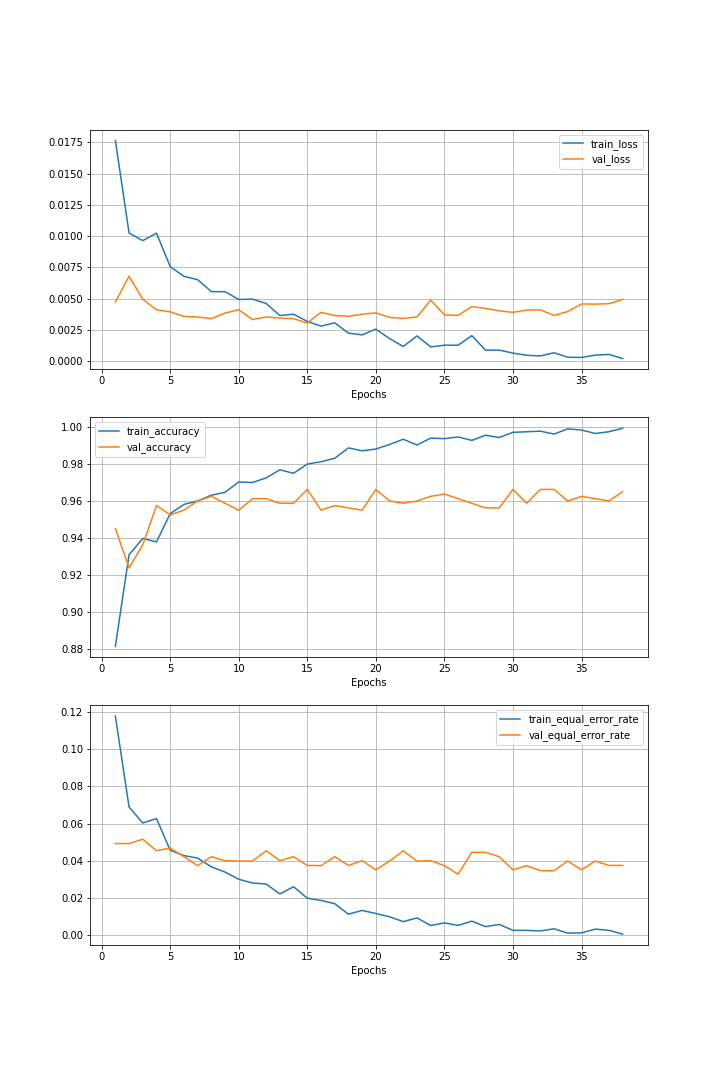 0.0175
0.0150
0.0125
0.0100
0.0075
0.0050
0.0025
0.0000
train_loss
val_loss
0 5 10 15 20 25 30 35
Epochs
1.00
0.98
0.96
0.94
0.92
0.90
0.88
train_accuracy
val_accuracy
0 5 10 15 20 25 30 35
Epochs
0.12
0.10
0.08
0.06
0.04
0.02
0.00
train_equal_error_rate
val_equal_error_rate
0 5 10 15 20 25 30 35
Epochs